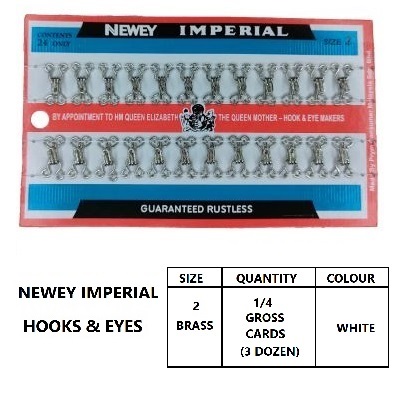 NEWEY IMPERIAL
CONTENTS
24 ONLY
SIZE 2
BY APPOINTMENT TO HM QUEEN ELIZABETH THE QUEEN MOTHER – HOOK & EYE MAKERS
GUARANTEED RUSTLESS
NEWEY IMPERIAL
HOOKS & EYES
SIZE QUANTITY COLOUR
2
BRASS
1/4
GROSS
CARDS
(3 DOZEN)
WHITE